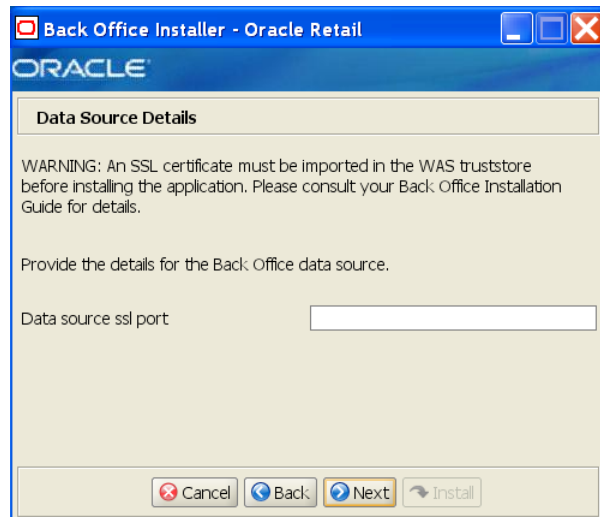 Back Office Installer - Oracle Retail
ORACLE
Data Source Details
WARNING: An SSL certificate must be imported in the WAS truststore
before installing the application. Please consult your Back Office Installation
Guide for details.
Provide the details for the Back Office data source.
Data source ssl port
Cancel Back Next Install